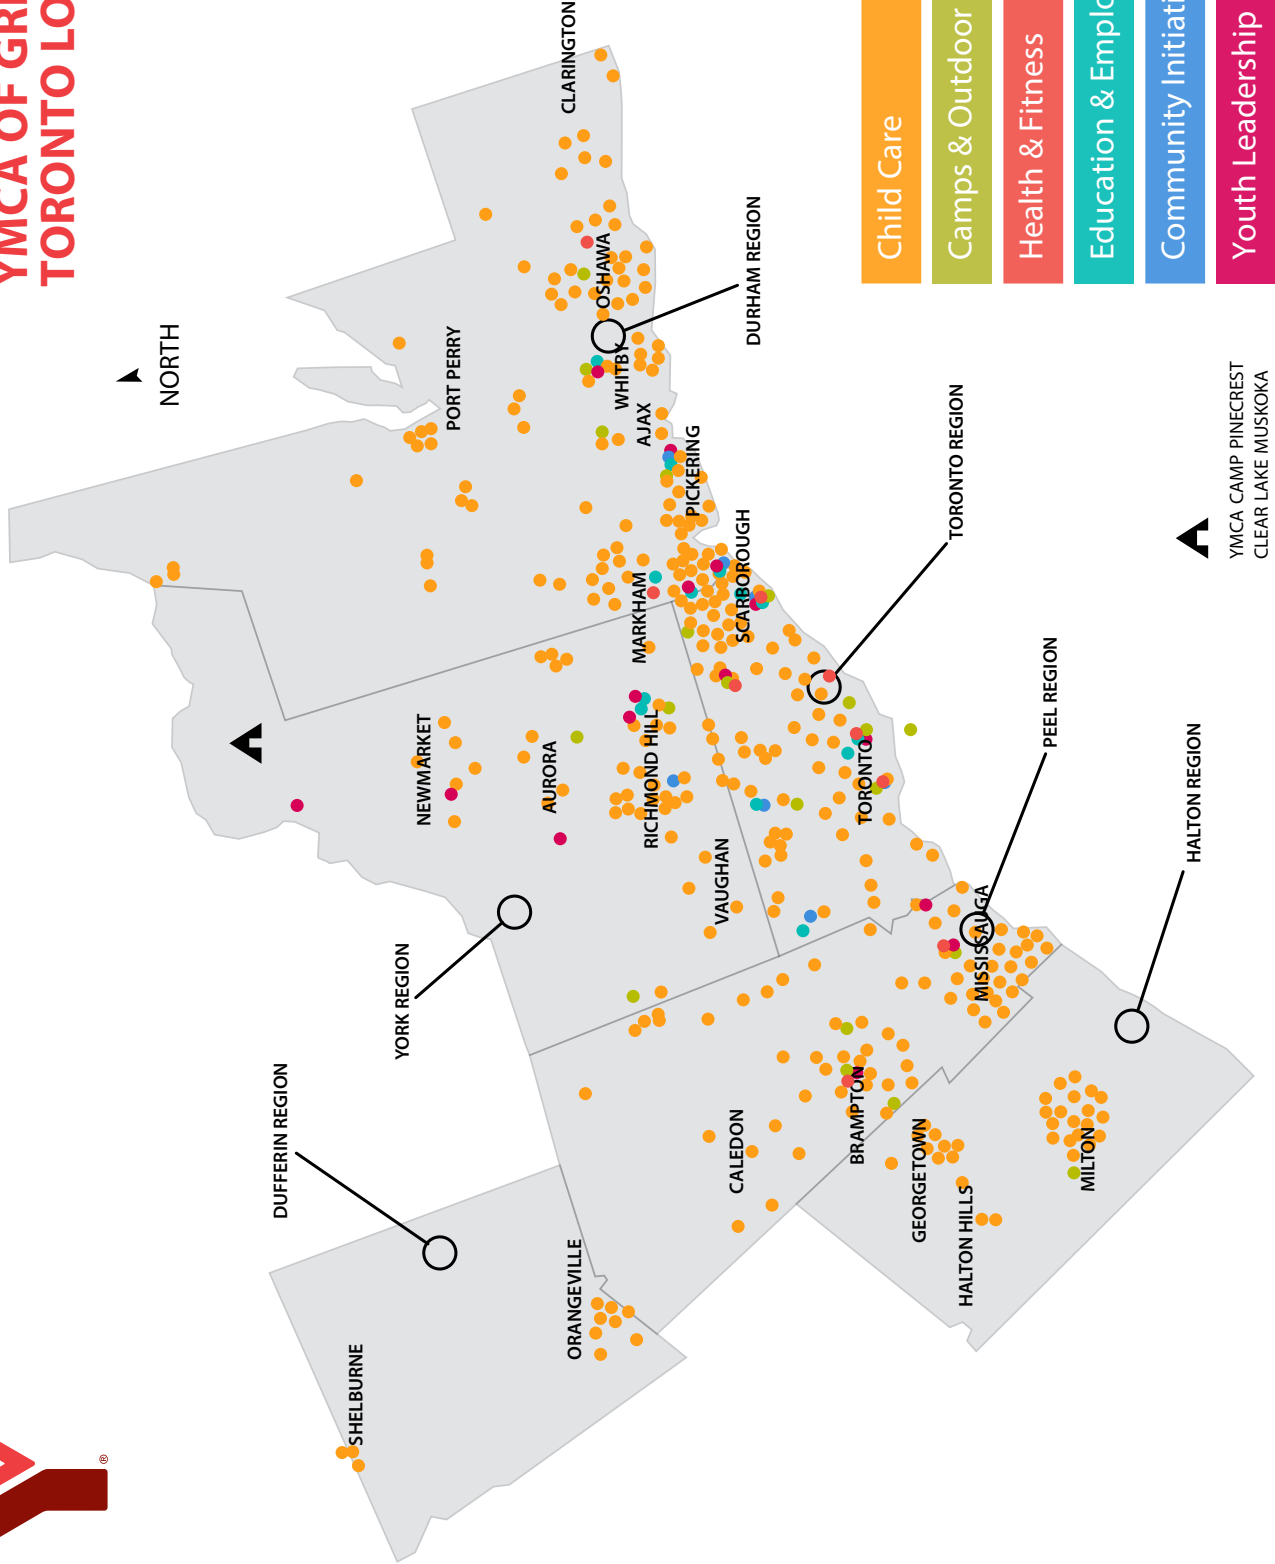 YMCA OF
TORONTO
NORTH
CLARINGTON
OSHAWA
DURHAM REGION
PORT PERRY
WHITBY
AJAX
PICKERING
SCARBOROUGH
MARKHAM
TORONTO REGION
NEWMARKET
AURORA
RICHMOND HILL
VAUGHAN
TORONTO
PEEL REGION
YORK REGION
MISSISSAUGA
HALTON REGION
DUFFERIN REGION
CALEDON
BRAMPTON
GEORGETOWN
HALTON HILLS
MILTON
ORANGEVILLE
SHELBURNE
Child Care
Camps & Outdoor
Health & Fitness
Education &
Community
Youth Leadership
YMCA CAMP PINECREST
CLEAR LAKE MUSKOKA
®